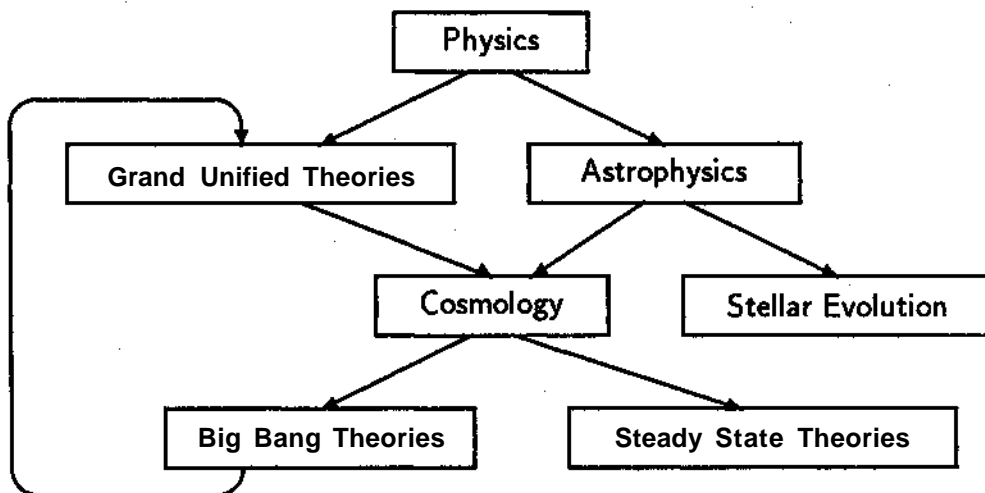 Physics
Grand Unified Theories
Astrophysics
Cosmology
Stellar Evolution
Big Bang Theories
Steady State Theories